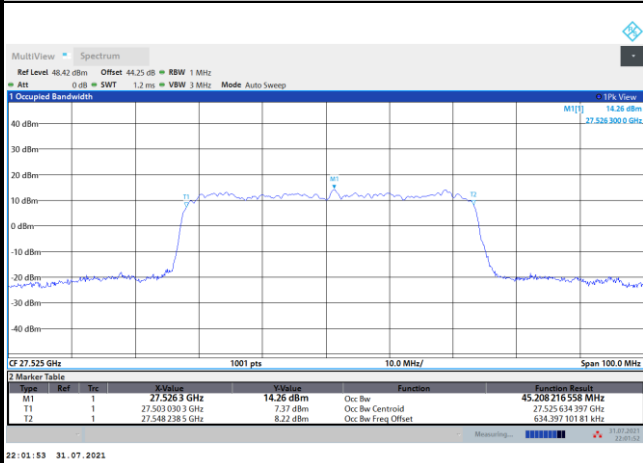 MultiView Spectrum
Ref Level 48.42 dBm Offset 44.25 dB RBW 1 MHz
Att 0 dB SWT 1.2 ms VBW 3 MHz Mode Auto Sweep
1 Occupied Bandwidth 1Pk View
M1[1] 14.26 dBm
27.526 300 0 GHz
40 dBm
30 dBm
20 dBm
M1
T1
T2
10 dBm
0 dBm
-10 dBm
-20 dBm
-30 dBm
-40 dBm
CF 27.525 GHz 1001 pts 10.0 MHz/ Span 100.0 MHz
2 Marker Table
Type Ref Trc X-Value Y-Value Function Function Result
M1 1 27.526 3 GHz 14.26 dBm Occ Bw 45.208 216 558 MHz
T1 1 27.503 030 3 GHz 7.37 dBm Occ Bw Centroid 27.525 634 397 GHz
T2 1 27.548 238 5 GHz 8.22 dBm Occ Bw Freq Offset 634.397 101 81 kHz
Measuring... 31.07.2021
22:01:52
22:01:53 31.07.2021